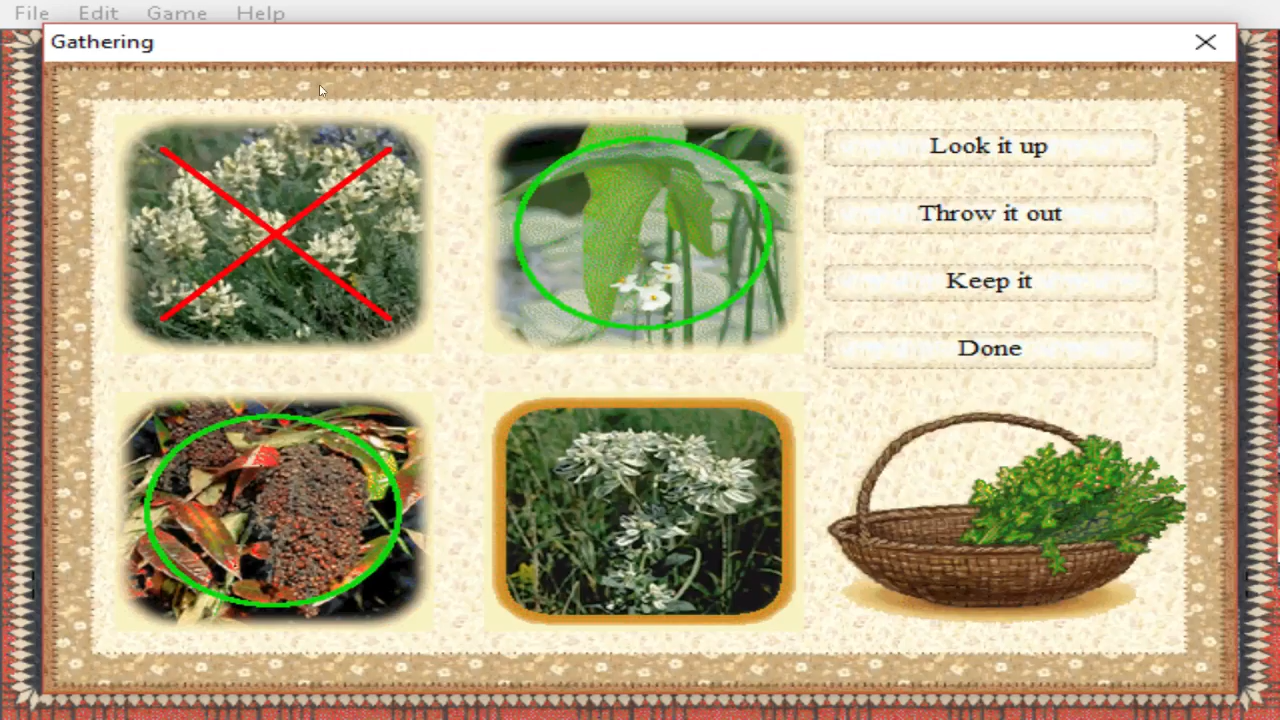 File Edit Game Help
Gathering
Look it up
Throw it out
Keep it
Done